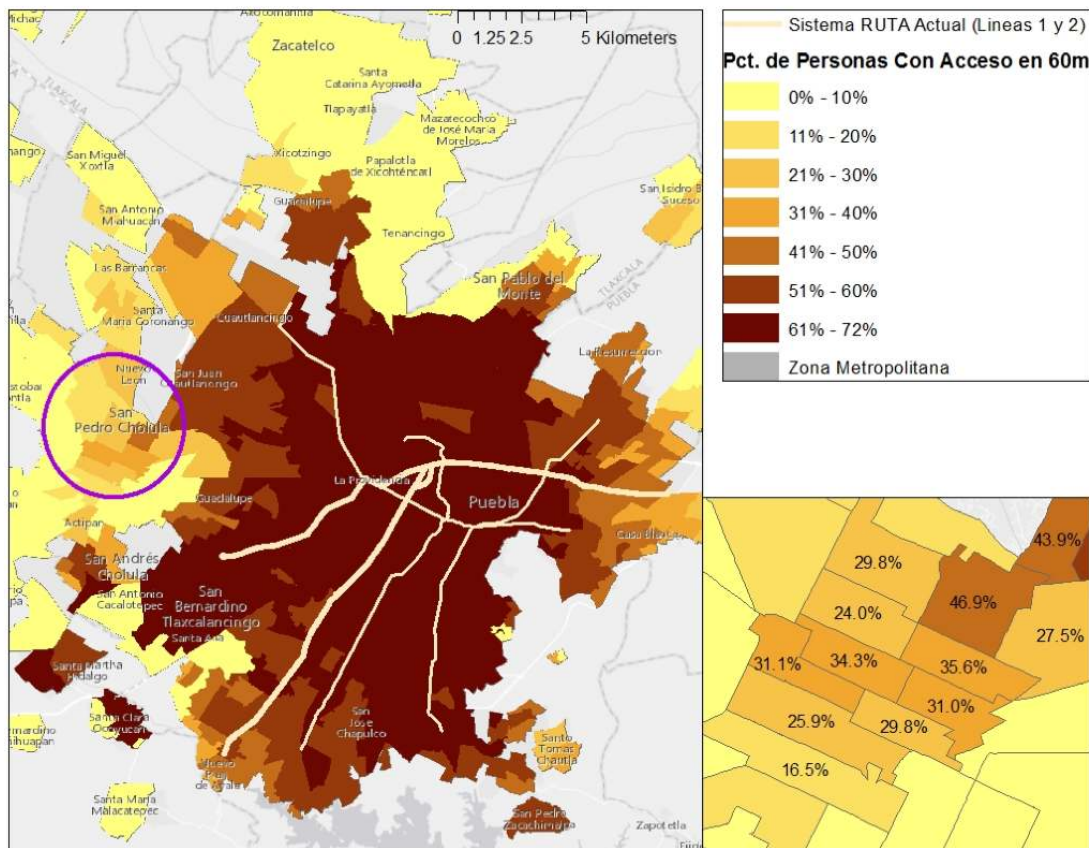 0 1.25 2.5 5 Kilometers
Zacatelco
Santa
Catarina Ayometla
Tlapayatla
TLAXCALA
Mazatecochco
de José María
Morelos
Xicotzingo
San Miguel
Xoxtla
Papalotla
de Xicohténcatl
San Isidro B
Suceso
San Antonio
Mihuacán
Guadalupe
Tenancingo
Las Barrancas
San Pablo del
Monte
TLAXCALA
PUEBLA
Santa
María Coronango
Cuautlancingo
La Resurrección
Nuevo
León
San Juan
Cuautlancingo
San
Pedro Cholula
La Providencia
Puebla
Guadalupe
Actipan
San Andrés
Cholula
San Antonio
Cacalotepec
San
Bernardino
Tlaxcalancingo
Santa Ana
Santa Martha
Hidalgo
Santa Clara
Ocoyucan
San
José
Chapulco
Santo
Tomás
Chautla
Santa María
Malacatepec
San Pedro
Zacachimalpa
Zapotetla
Sistema RUTA Actual (Lineas 1 y 2)
Pct. de Personas Con Acceso en 60m
0% - 10%
11% - 20%
21% - 30%
31% - 40%
41% - 50%
51% - 60%
61% - 72%
Zona Metropolitana
43.9%
29.8%
46.9%
24.0%
27.5%
31.1%
34.3%
35.6%
31.0%
25.9%
29.8%
16.5%